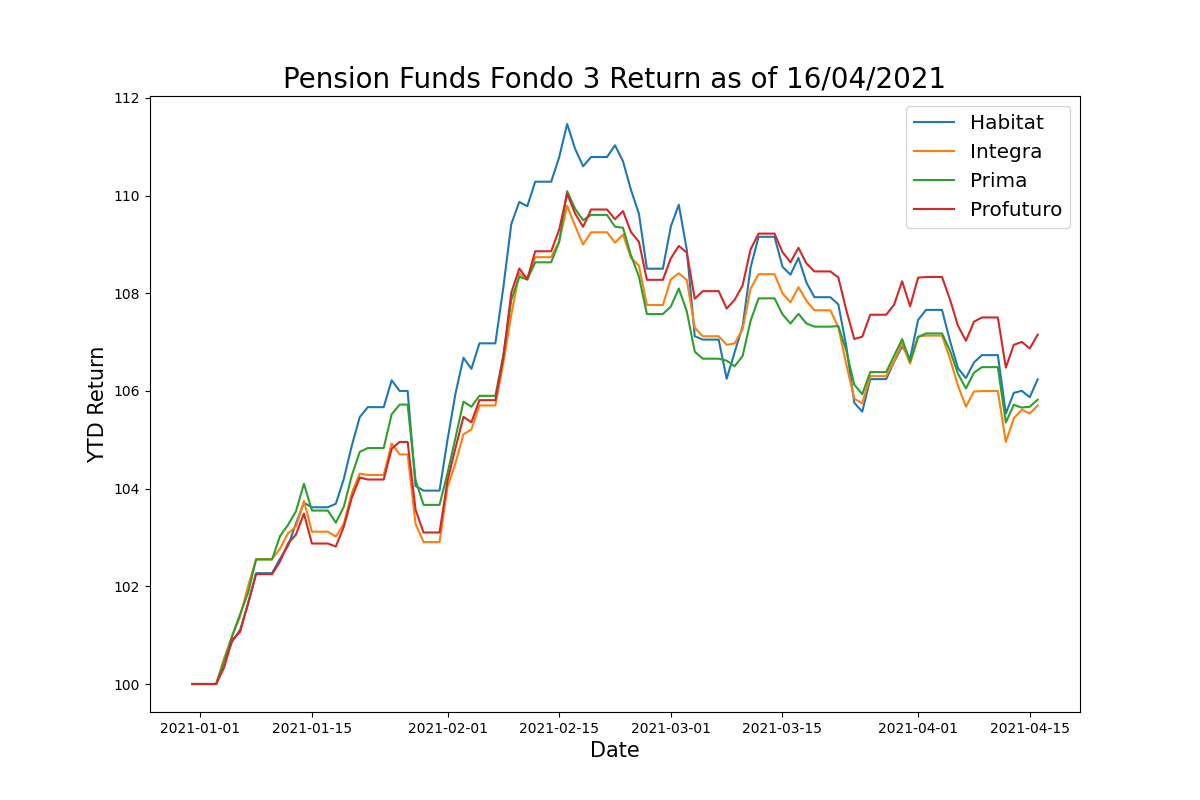 Pension Funds Fondo 3 Return as of 16/04/2021
112
110
108
106
104
102
100
YTD Return
Habitat
Integra
Prima
Profuturo
2021-01-01 2021-01-15 2021-02-01 2021-02-15 2021-03-01 2021-03-15 2021-04-01 2021-04-15
Date